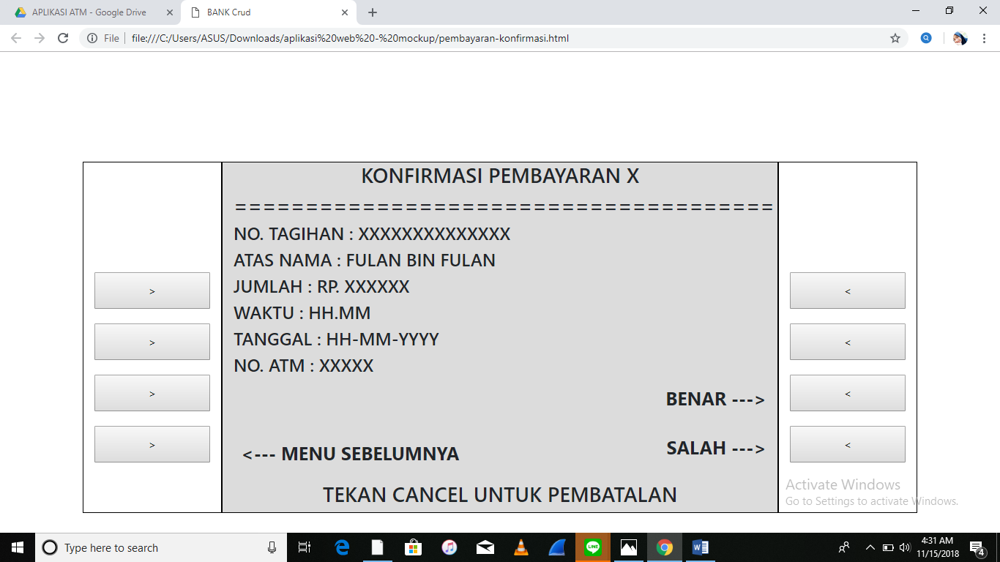 APLIKASI ATM - Google Drive
BANK Crud
File
file:///C:/Users/ASUS/Downloads/aplikasi%20web%20-%20mockup/pembayaran-konfirmasi.html
KONFIRMASI PEMBAYARAN X
======================================
NO. TAGIHAN : XXXXXXXXXXXXXX
ATAS NAMA : FULAN BIN FULAN
JUMLAH : RP. XXXXXX
WAKTU : HH.MM
TANGGAL : HH-MM-YYYY
NO. ATM : XXXXX
> <
> <
> <
> <
BENAR --->
SALAH --->
<--- MENU SEBELUMNYA
TEKAN CANCEL UNTUK PEMBATALAN
Activate Windows
Go to Settings to activate Windows.
Type here to search
LINE
4:31 AM
11/15/2018
4